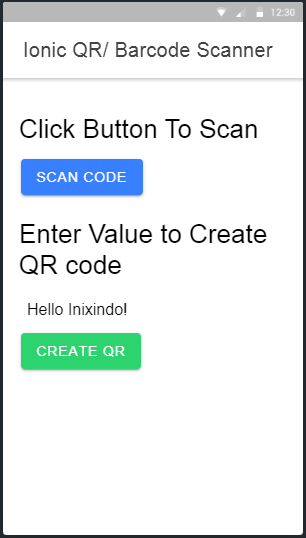 12:30
Ionic QR/ Barcode Scanner
Click Button To Scan
SCAN CODE
Enter Value to Create
QR code
Hello Inixindo!
CREATE QR